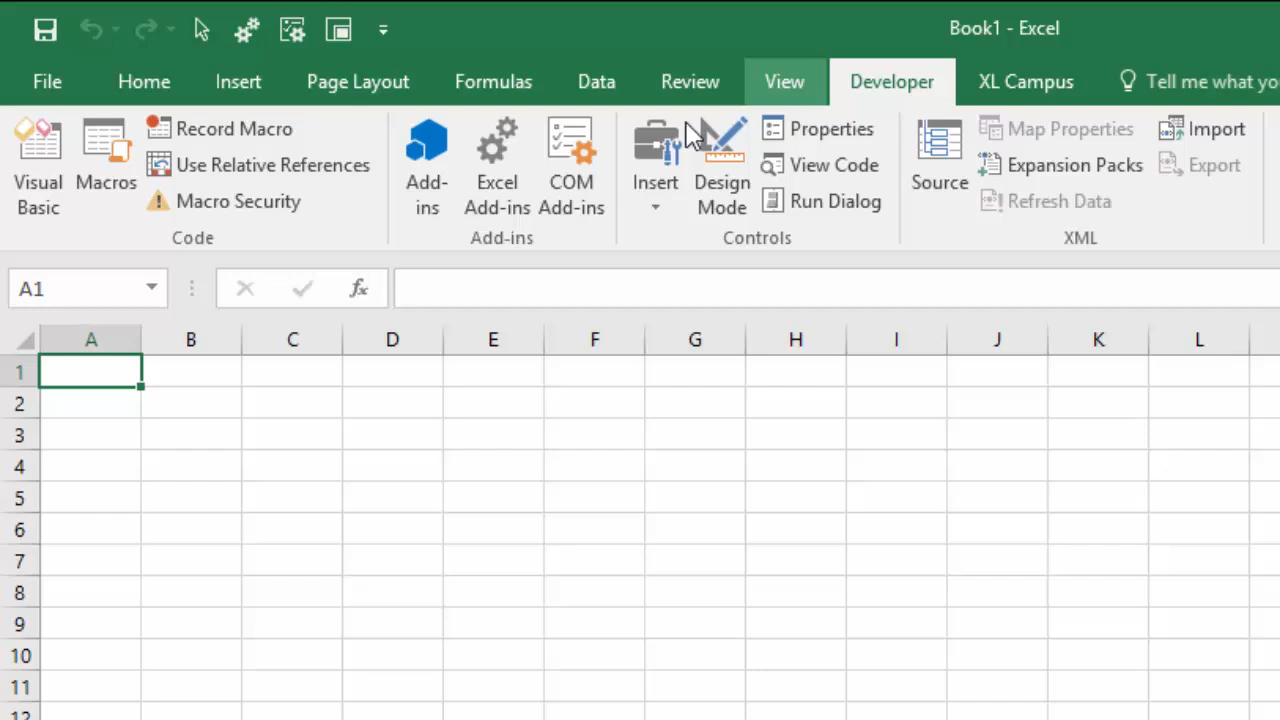 Book1 - Excel
File Home Insert Page Layout Formulas Data Review View Developer XL Campus Tell me what yo
Visual Basic
Macros
Record Macro
Use Relative References
Macro Security
Code
Add-ins
Excel Add-ins
COM Add-ins
Add-ins
Insert
Design Mode
Properties
View Code
Run Dialog
Controls
Source
Map Properties
Expansion Packs
Refresh Data
Import
Export
XML
A1
fx
A B C D E F G H I J K L
1
2
3
4
5
6
7
8
9
10
11
12